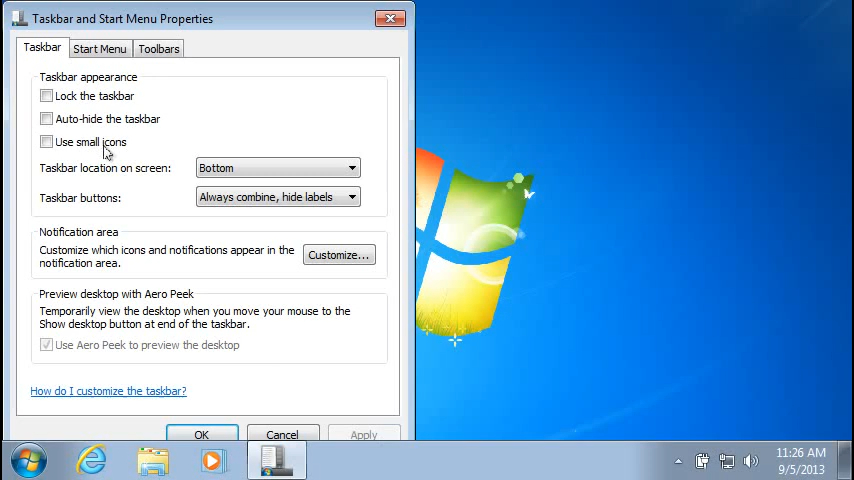 Taskbar and Start Menu Properties
Taskbar
Start Menu
Toolbars
Taskbar appearance
Lock the taskbar
Auto-hide the taskbar
Use small icons
Taskbar location on screen:
Bottom
Taskbar buttons:
Always combine, hide labels
Notification area
Customize which icons and notifications appear in the
notification area.
Customize...
Preview desktop with Aero Peek
Temporarily view the desktop when you move your mouse to the
Show desktop button at end of the taskbar.
Use Aero Peek to preview the desktop
How do I customize the taskbar?
OK
Cancel
Apply
11:26 AM
9/5/2013